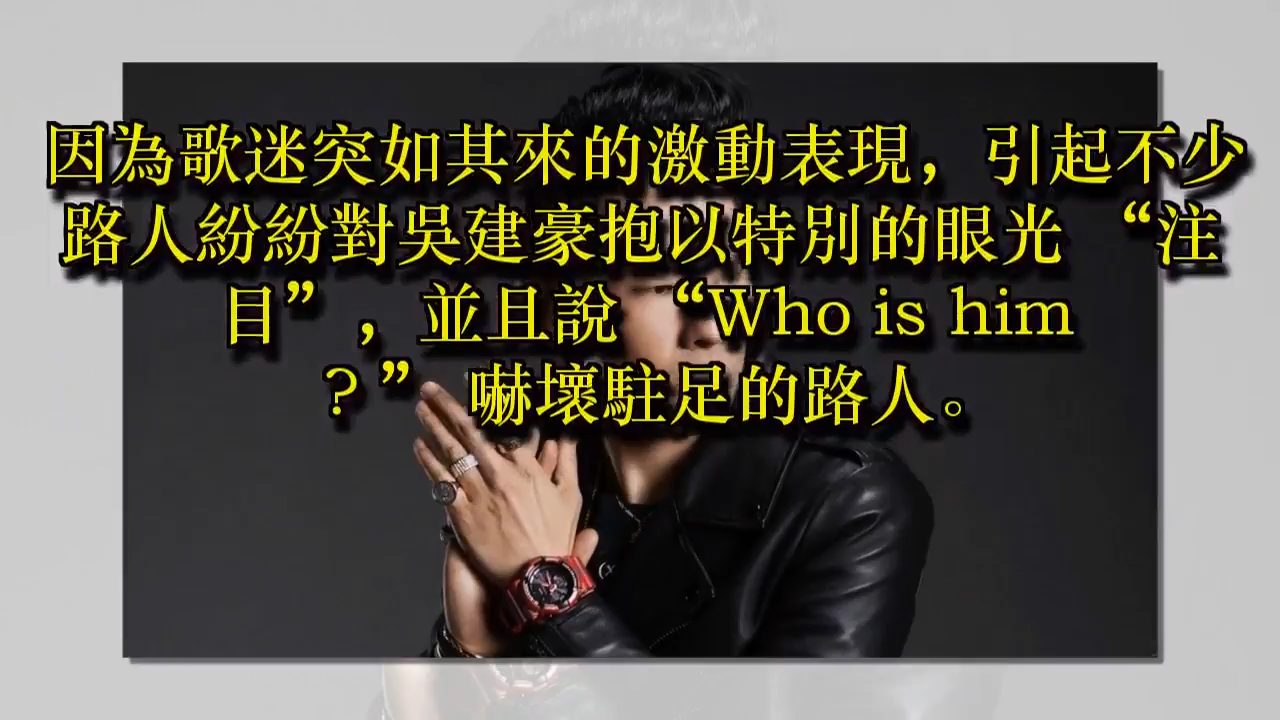 因為歌迷突如其來的激動表現，引起不少
路人紛紛對吳建豪抱以特別的眼光 “注
目”，並且說 “Who is him
？” 嚇壞駐足的路人。